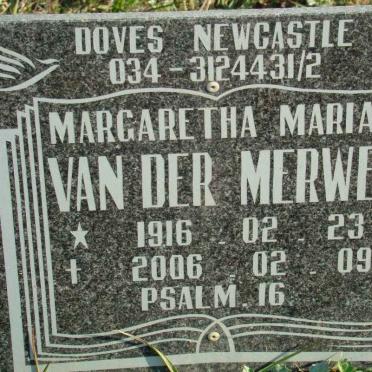 DOVES NEWCASTLE
034-3124431/2
MARGARETHA MARIA
VAN DER MERWE
★ 1916 . 02 . 23
✝ 2006 . 02 . 09
PSALM. 16